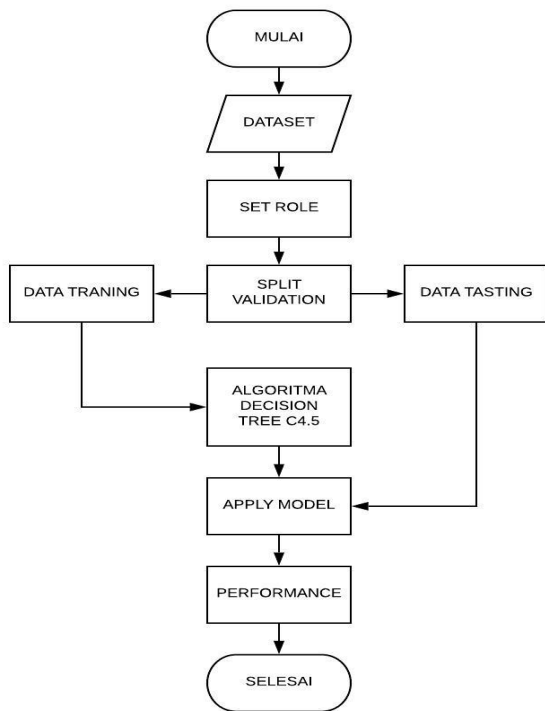 MULAI
DATASET
SET ROLE
DATA TRANING
SPLIT
VALIDATION
DATA TASTING
ALGORITMA
DECISION
TREE C4.5
APPLY MODEL
PERFORMANCE
SELESAI